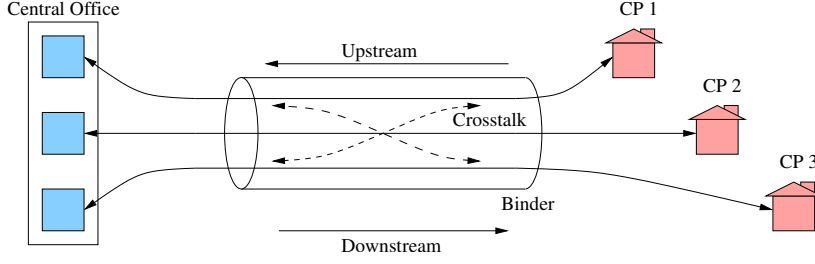 Central Office
CP 1
Upstream
CP 2
Crosstalk
CP 3
Binder
Downstream